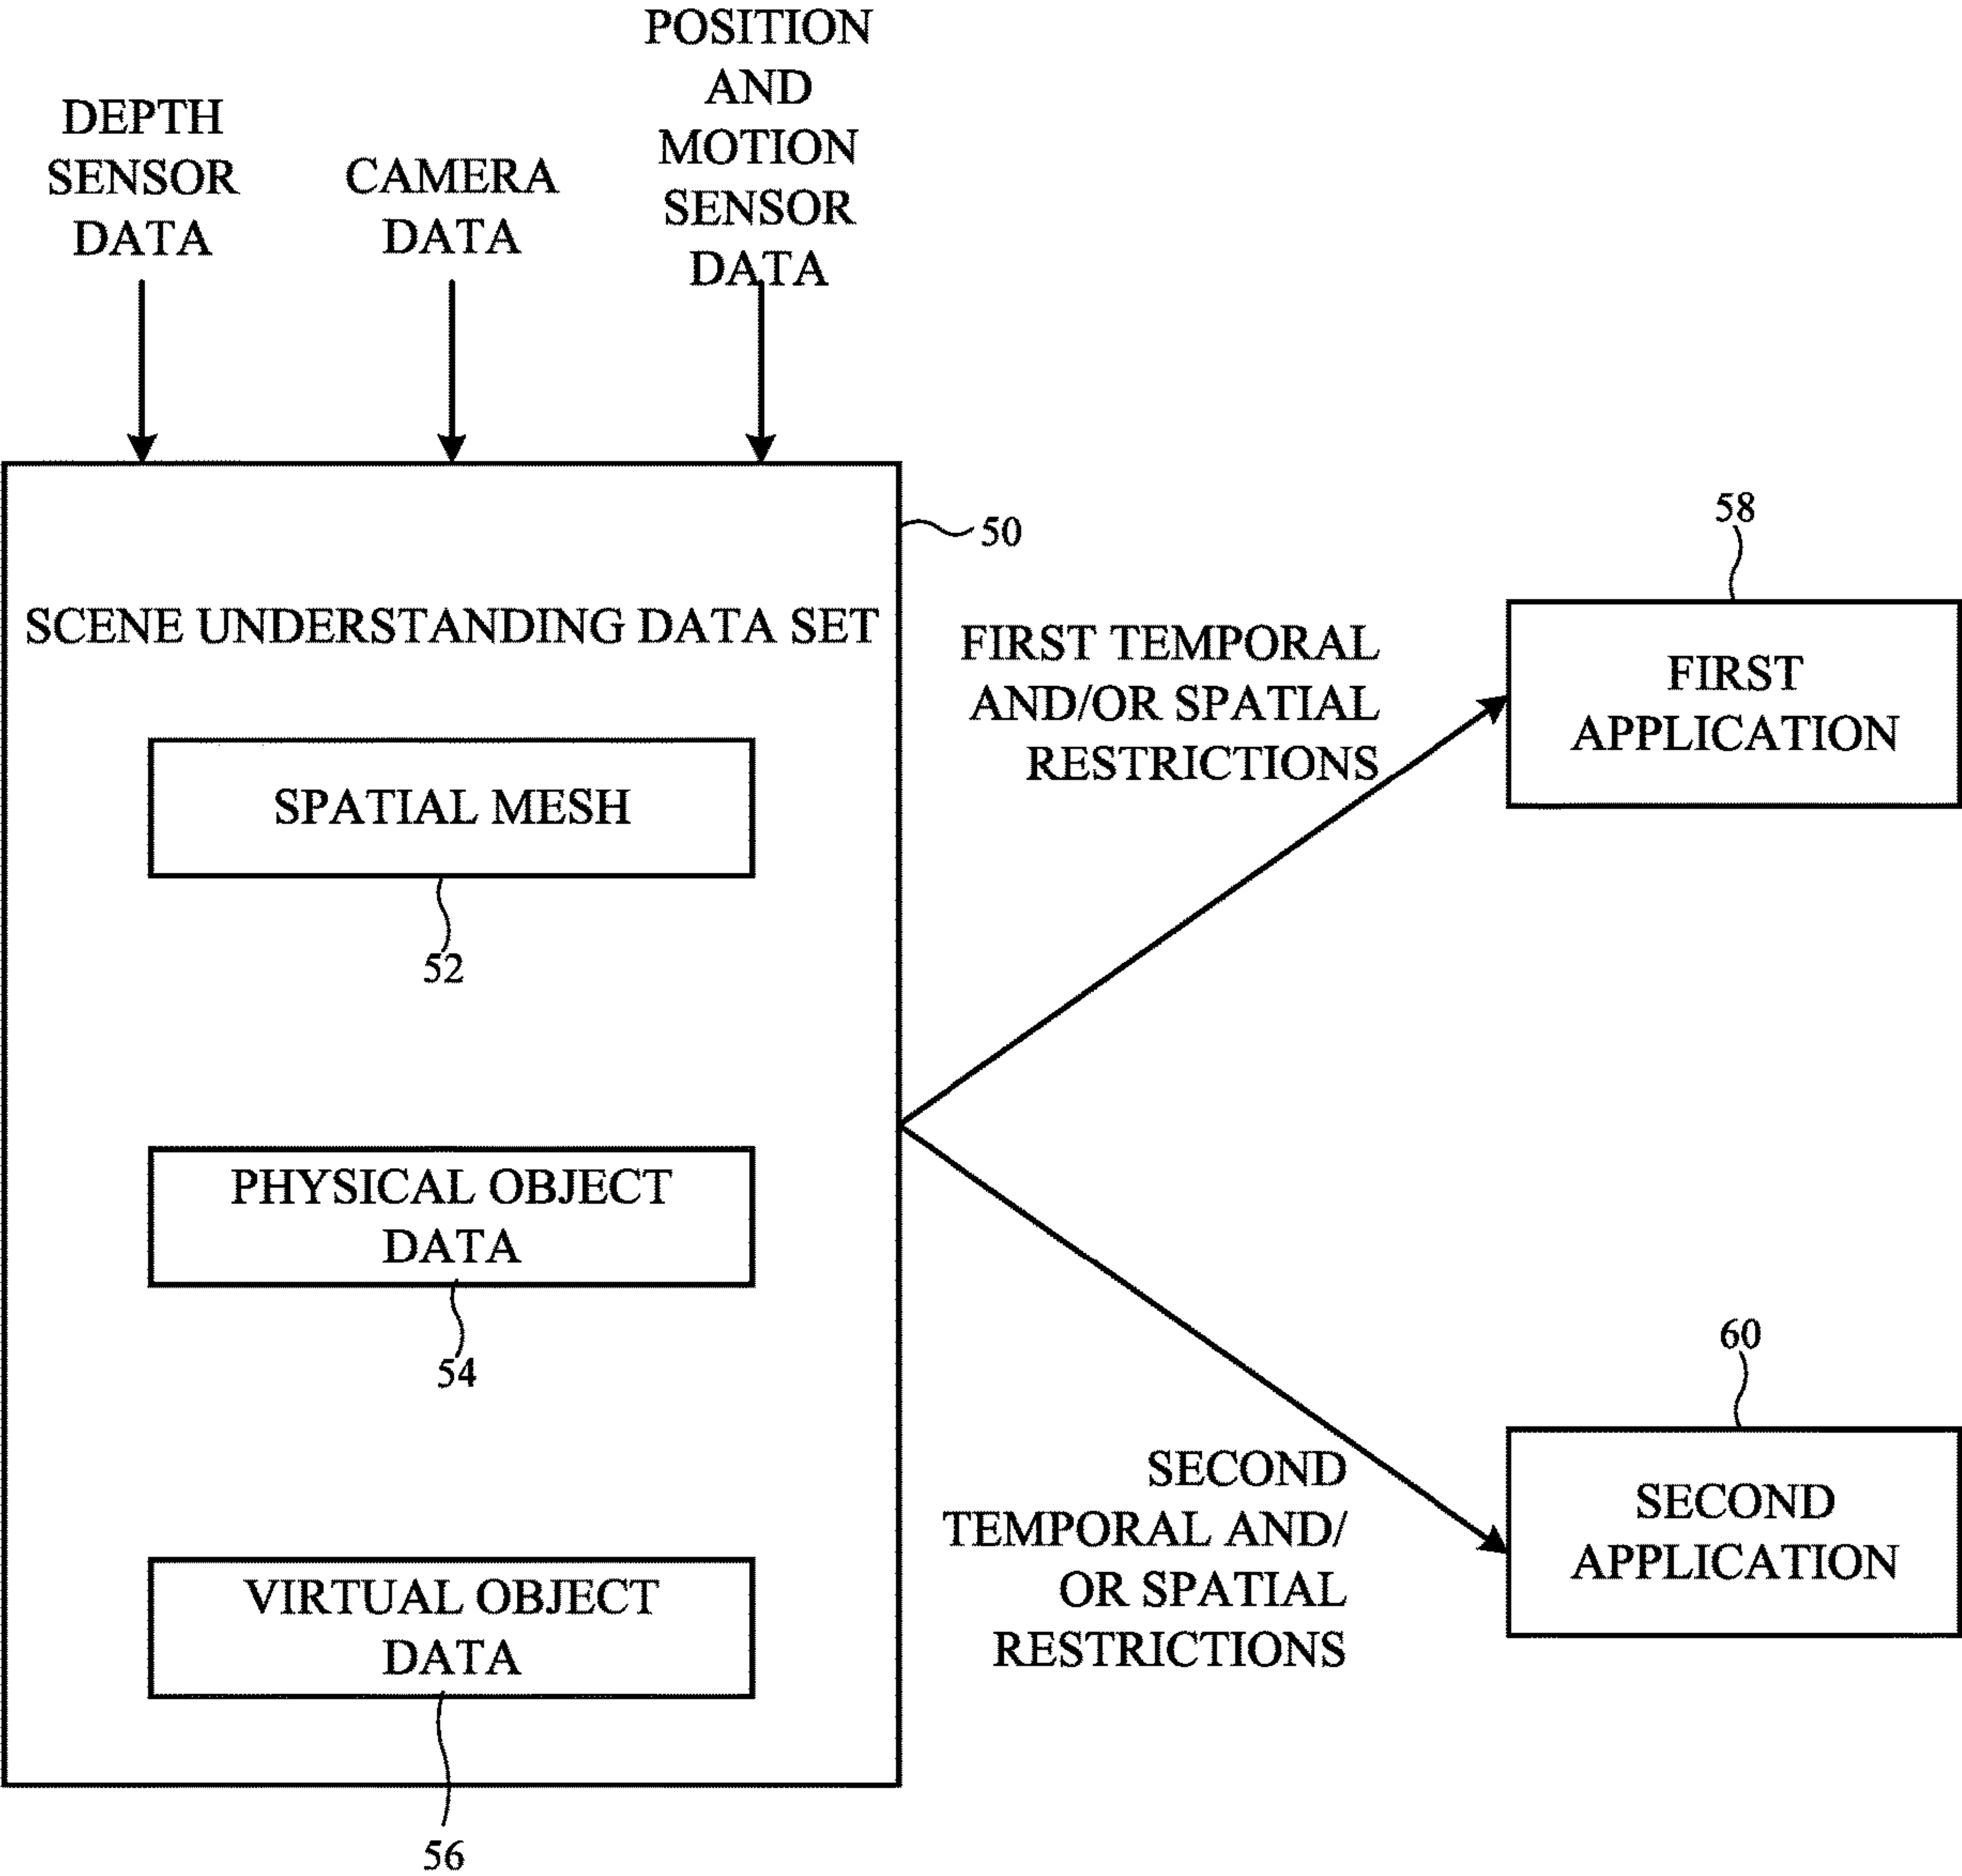 DEPTH
SENSOR
DATA
CAMERA
DATA
POSITION
AND
MOTION
SENSOR
DATA
50
SCENE UNDERSTANDING DATA SET
SPATIAL MESH
52
PHYSICAL OBJECT
DATA
54
VIRTUAL OBJECT
DATA
56
FIRST TEMPORAL
AND/OR SPATIAL
RESTRICTIONS
58
FIRST
APPLICATION
SECOND
TEMPORAL AND/
OR SPATIAL
RESTRICTIONS
60
SECOND
APPLICATION